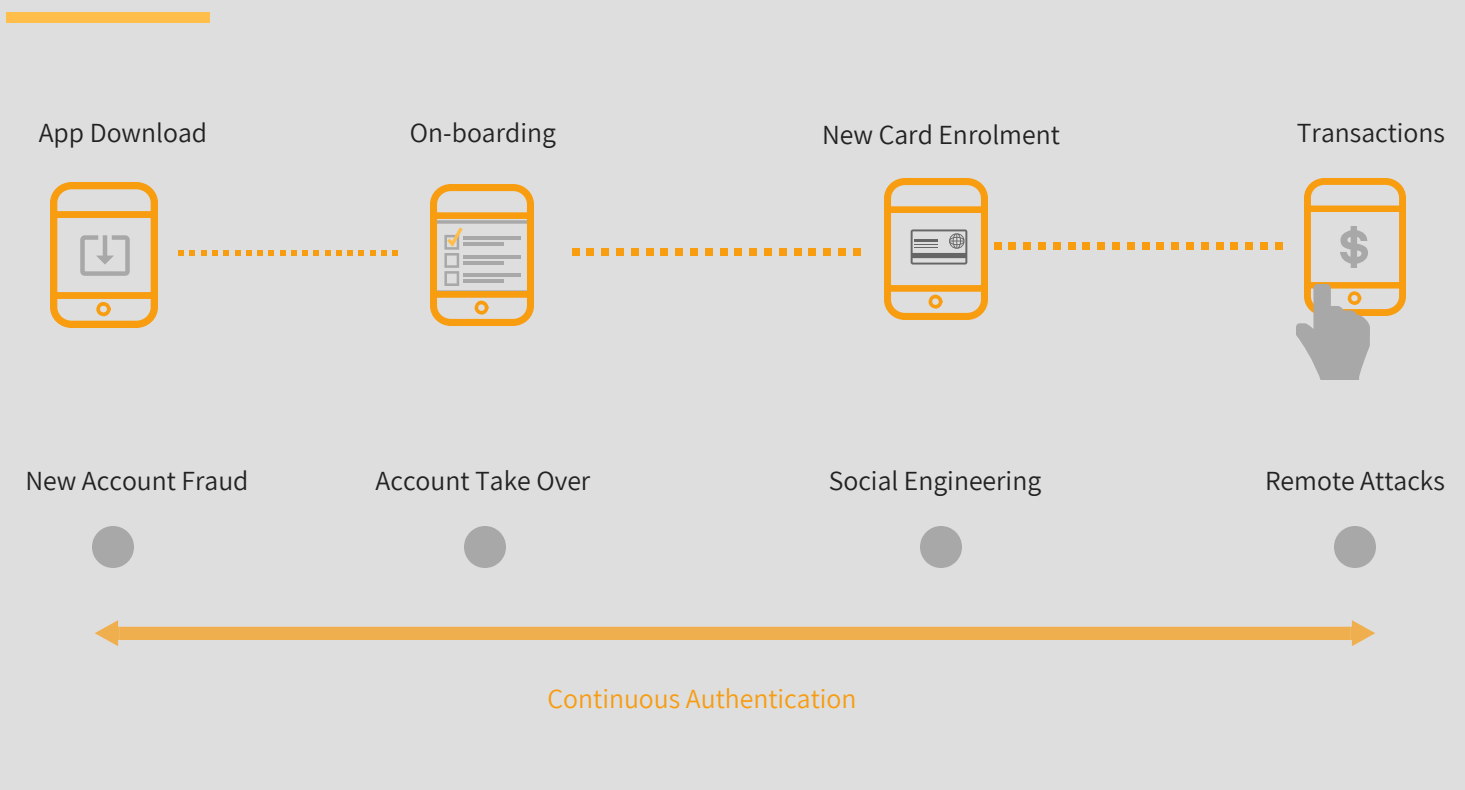 App Download
On-boarding
New Card Enrolment
Transactions
$
New Account Fraud
Account Take Over
Social Engineering
Remote Attacks
Continuous Authentication